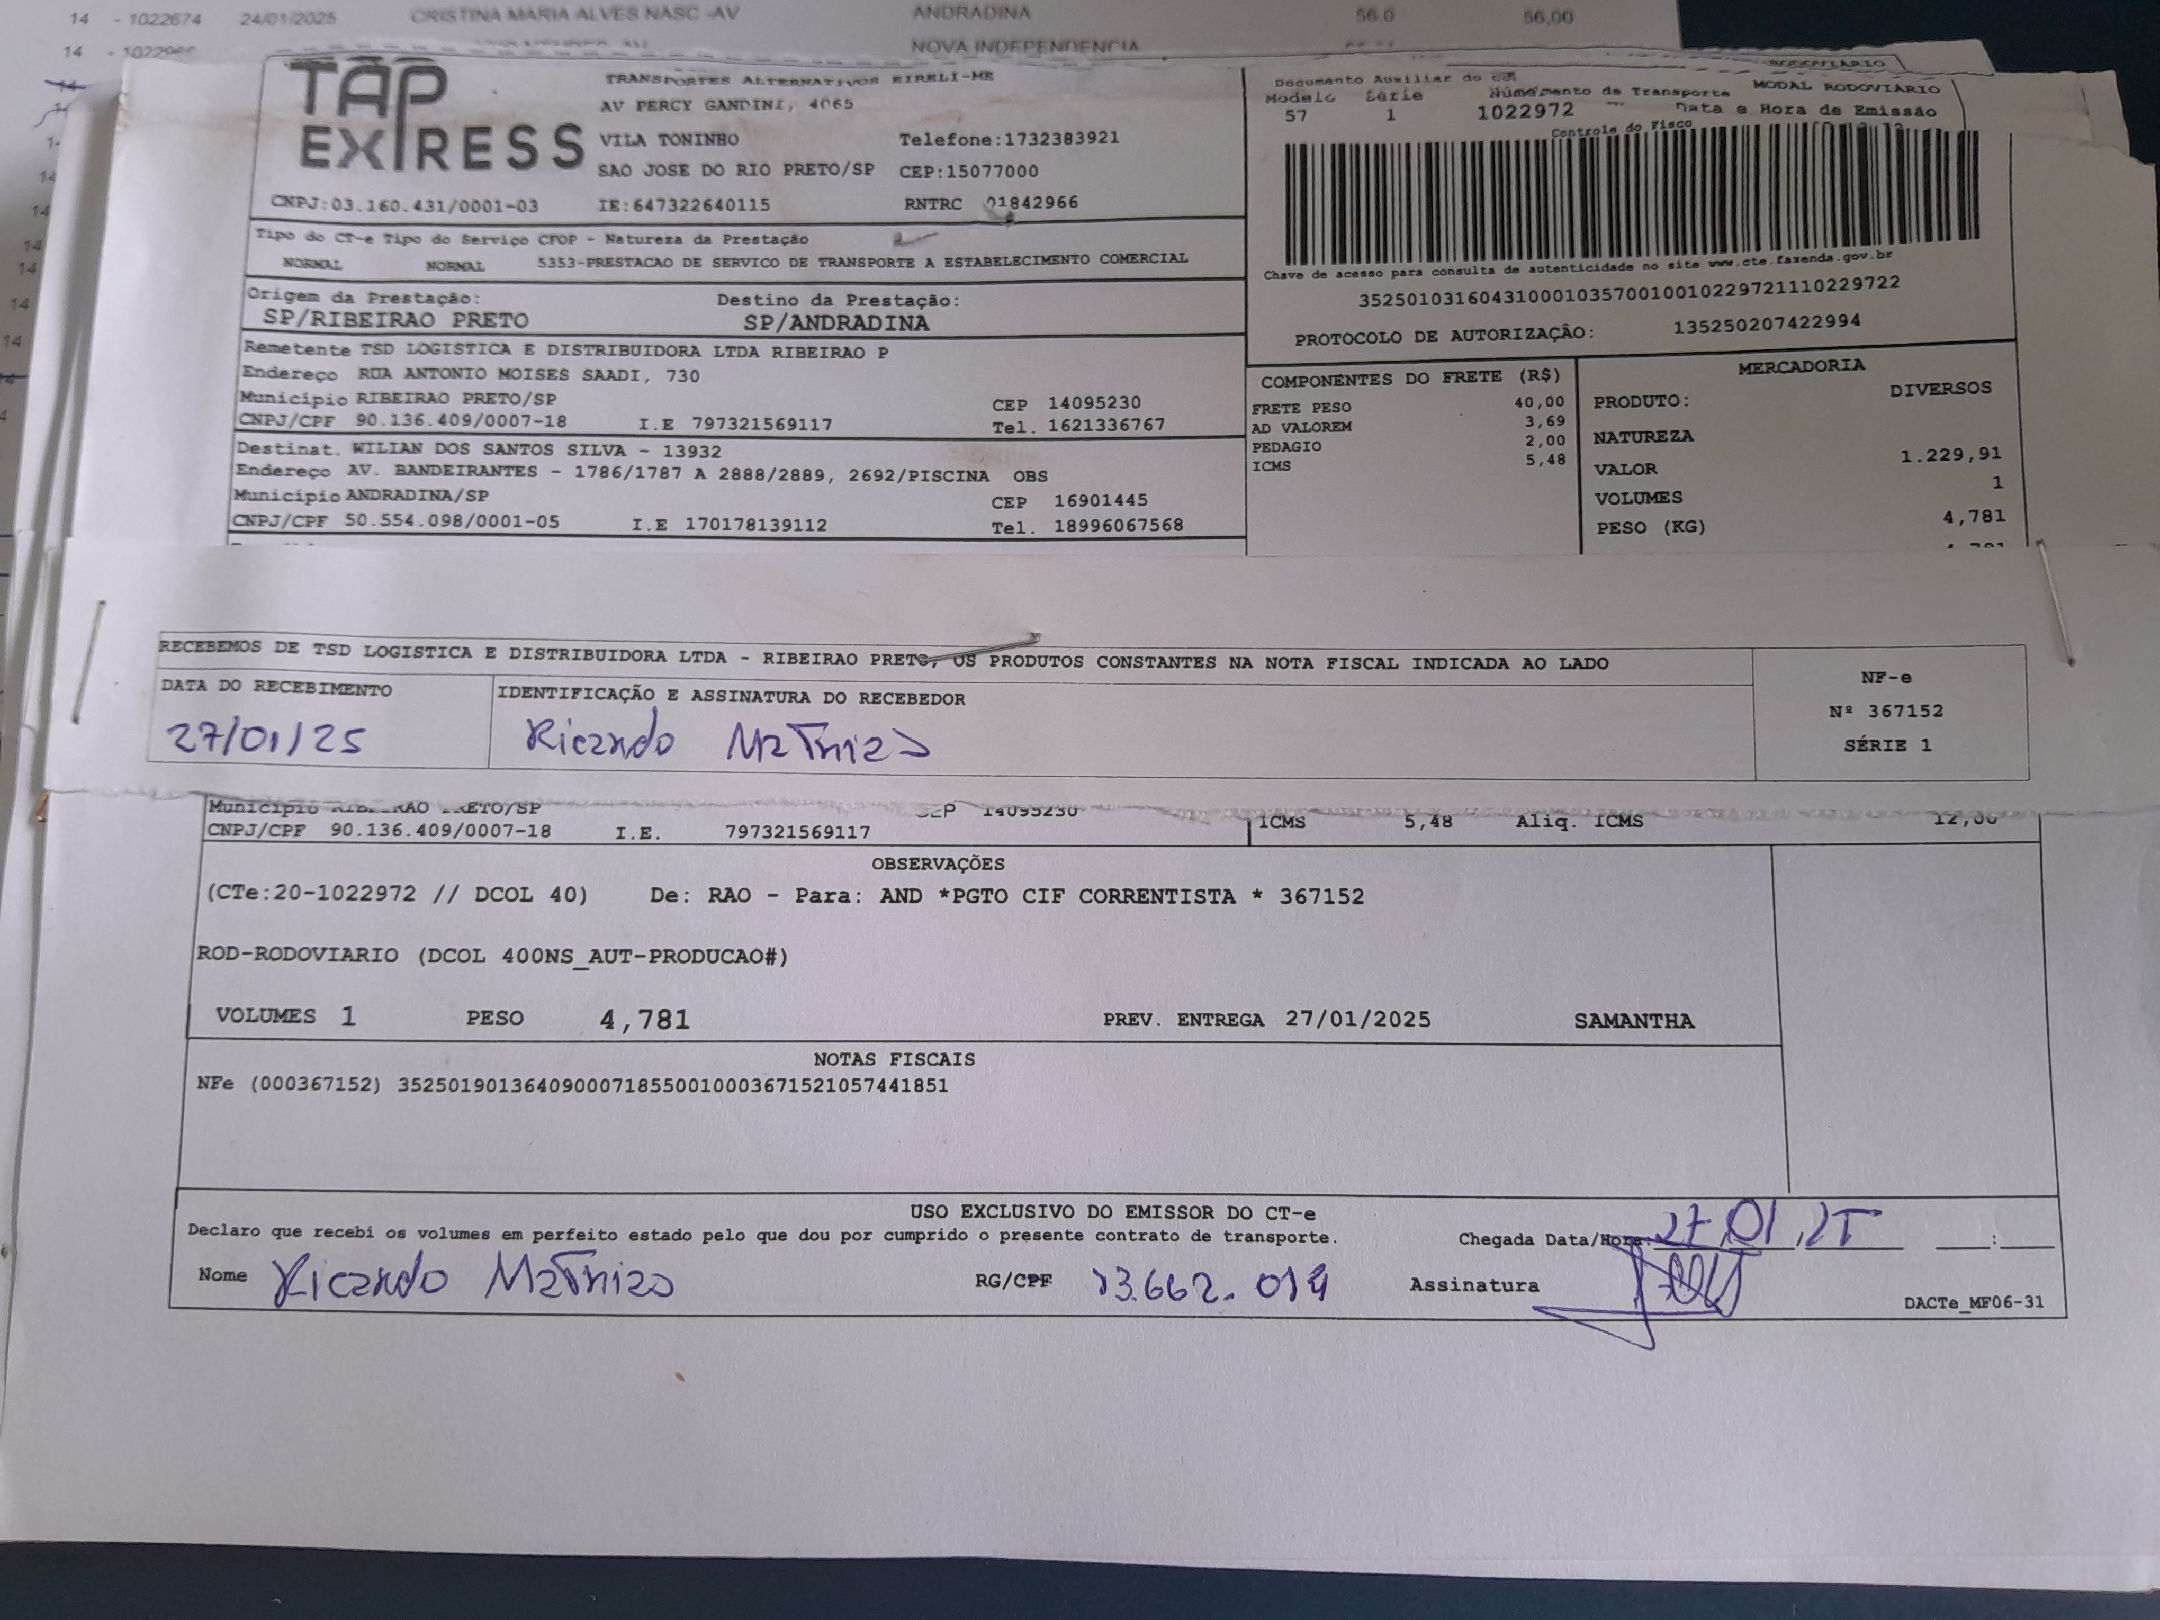 14 - 1022674 24/01/2025 CRISTINA MARIA ALVES NASC -AV ANDRADINA 56.0 56,00
14 NOVA INDEPENDENCIA
TAP EXPRESS
TRANSPORTES ALTERNATIVOS EIRELI-ME
AV PERCY GANDINI, 4065
VILA TONINHO Telefone:1732383921
SAO JOSE DO RIO PRETO/SP CEP:15077000
CNPJ:03.160.431/0001-03 IE:647322640115 RNTRC 01842966
Documento Auxiliar do MODAL RODOVIARIO
Modelo Série de Transporte
57 1 1022972 Data e Hora de Emissão
Controle do Fisco
Chave de acesso para consulta de autenticidade no site www.cte.fazenda.gov.br
35250103160431000103570010010229721110229722
PROTOCOLO DE AUTORIZAÇÃO: 135250207422994
Tipo do CT-e Tipo do Serviço CFOP - Natureza da Prestação
NORMAL NORMAL 5353-PRESTACAO DE SERVICO DE TRANSPORTE A ESTABELECIMENTO COMERCIAL
Origem da Prestação: Destino da Prestação:
SP/RIBEIRAO PRETO SP/ANDRADINA
Remetente TSD LOGISTICA E DISTRIBUIDORA LTDA RIBEIRAO P
Endereço RUA ANTONIO MOISES SAADI, 730
Município RIBEIRAO PRETO/SP CEP 14095230
CNPJ/CPF 90.136.409/0007-18 I.E 797321569117 Tel. 1621336767
Destinat. WILIAN DOS SANTOS SILVA - 13932
Endereço AV. BANDEIRANTES - 1786/1787 A 2888/2889, 2692/PISCINA OBS
Município ANDRADINA/SP CEP 16901445
CNPJ/CPF 50.554.098/0001-05 I.E 170178139112 Tel. 18996067568
COMPONENTES DO FRETE (R$)
FRETE PESO 40,00
AD VALOREM 3,69
PEDAGIO 2,00
ICMS 5,48
MERCADORIA
PRODUTO: DIVERSOS
NATUREZA
VALOR 1.229,91
VOLUMES 1
PESO (KG) 4,781
RECEBEMOS DE TSD LOGISTICA E DISTRIBUIDORA LTDA - RIBEIRAO PRETO, OS PRODUTOS CONSTANTES NA NOTA FISCAL INDICADA AO LADO
DATA DO RECEBIMENTO IDENTIFICAÇÃO E ASSINATURA DO RECEBEDOR
27/01/25 Ricardo Mathias
NF-e
Nº 367152
SÉRIE 1
Município PRETO/SP CEP 14095230
CNPJ/CPF 90.136.409/0007-18 I.E. 797321569117 ICMS 5,48 Aliq. ICMS 12,00
OBSERVAÇÕES
(CTe:20-1022972 // DCOL 40) De: RAO - Para: AND *PGTO CIF CORRENTISTA * 367152
ROD-RODOVIARIO (DCOL 400NS_AUT-PRODUCAO#)
VOLUMES 1 PESO 4,781 PREV. ENTREGA 27/01/2025 SAMANTHA
NOTAS FISCAIS
NFe (000367152) 35250190136409000718550010003671521057441851
USO EXCLUSIVO DO EMISSOR DO CT-e
Declaro que recebi os volumes em perfeito estado pelo que dou por cumprido o presente contrato de transporte. Chegada Data/Hora: 27/01/25 __:__
Nome Ricardo Mathias RG/CPF 13.662.019 Assinatura
DACTe_MF06-31